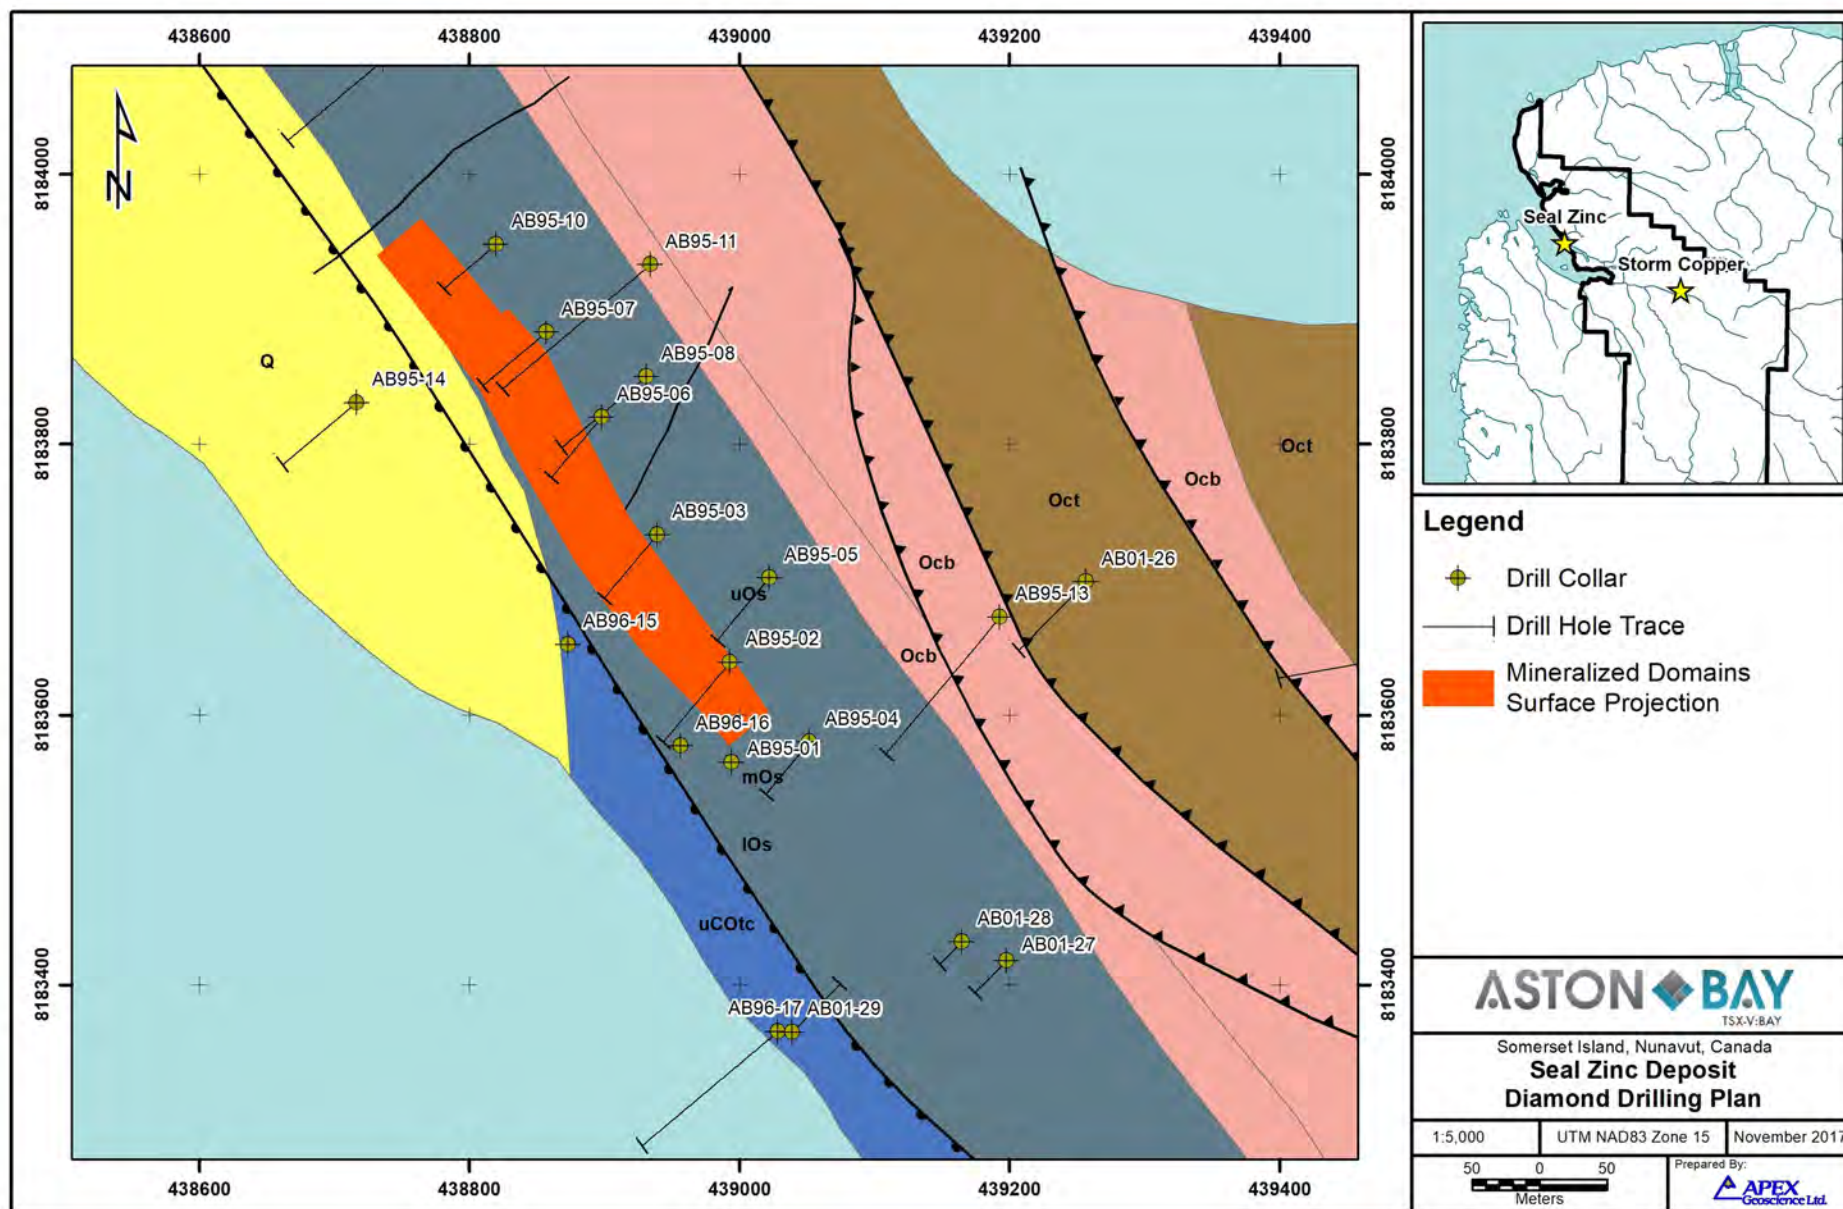 438600 438800 439000 439200 439400
8184000 8184000
8183800 8183800
8183600 8183600
8183400 8183400
438600 438800 439000 439200 439400
N
AB95-10
AB95-11
AB95-07
AB95-08
AB95-14
AB95-06
Q
Oct
Ocb
Oct
AB95-03
AB95-05
AB01-26
Ocb
AB95-13
uOs
AB96-15
AB95-02
Ocb
AB96-16
AB95-04
AB95-01
mOs
lOs
uCOtc
AB01-28
AB01-27
AB96-17
AB01-29
Seal Zinc
Storm Copper
Legend
Drill Collar
Drill Hole Trace
Mineralized Domains
Surface Projection
ASTON BAY
TSX-V:BAY
Somerset Island, Nunavut, Canada
Seal Zinc Deposit
Diamond Drilling Plan
1:5,000 UTM NAD83 Zone 15 November 2017
50 0 50
Meters
Prepared By:
APEX
Geoscience Ltd.